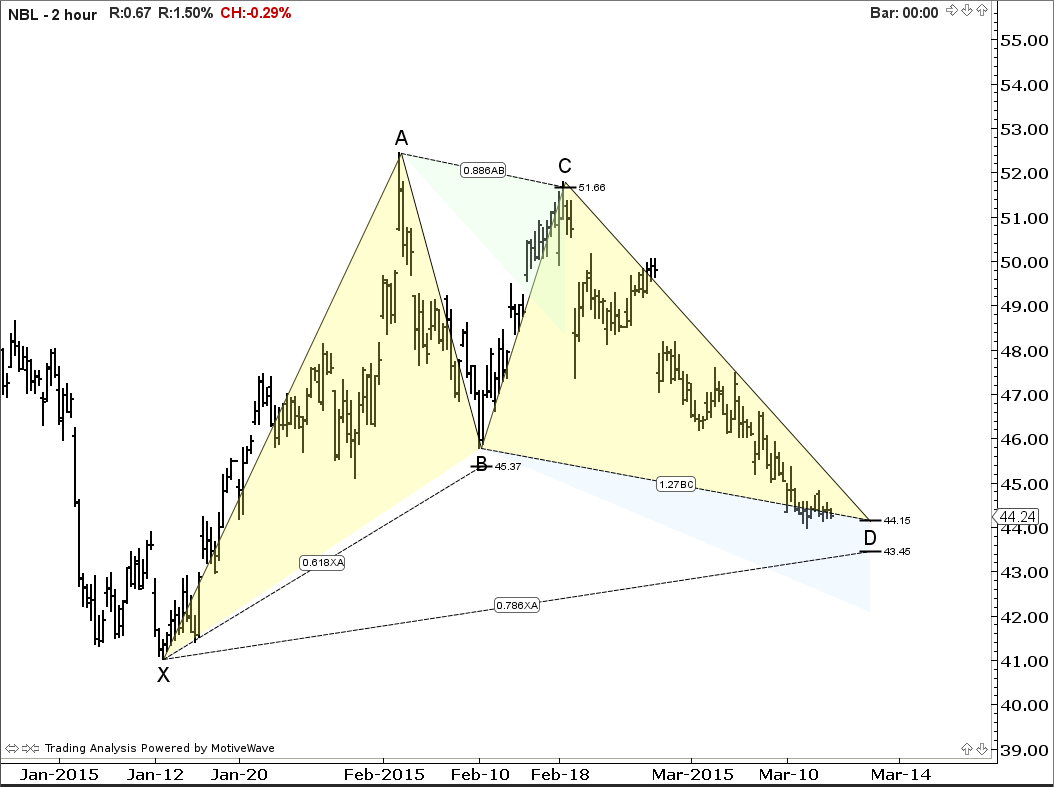 NBL - 2 hour R:0.67 R:1.50% CH:-0.29% Bar: 00:00
55.00
54.00
53.00
A
52.00
0.886AB
C
51.66
51.00
50.00
49.00
48.00
47.00
46.00
B
45.37
45.00
1.27BC
44.15
44.24
44.00
D
43.45
43.00
0.618XA
42.00
0.786XA
41.00
X
40.00
39.00
Trading Analysis Powered by MotiveWave
Jan-2015 Jan-12 Jan-20 Feb-2015 Feb-10 Feb-18 Mar-2015 Mar-10 Mar-14